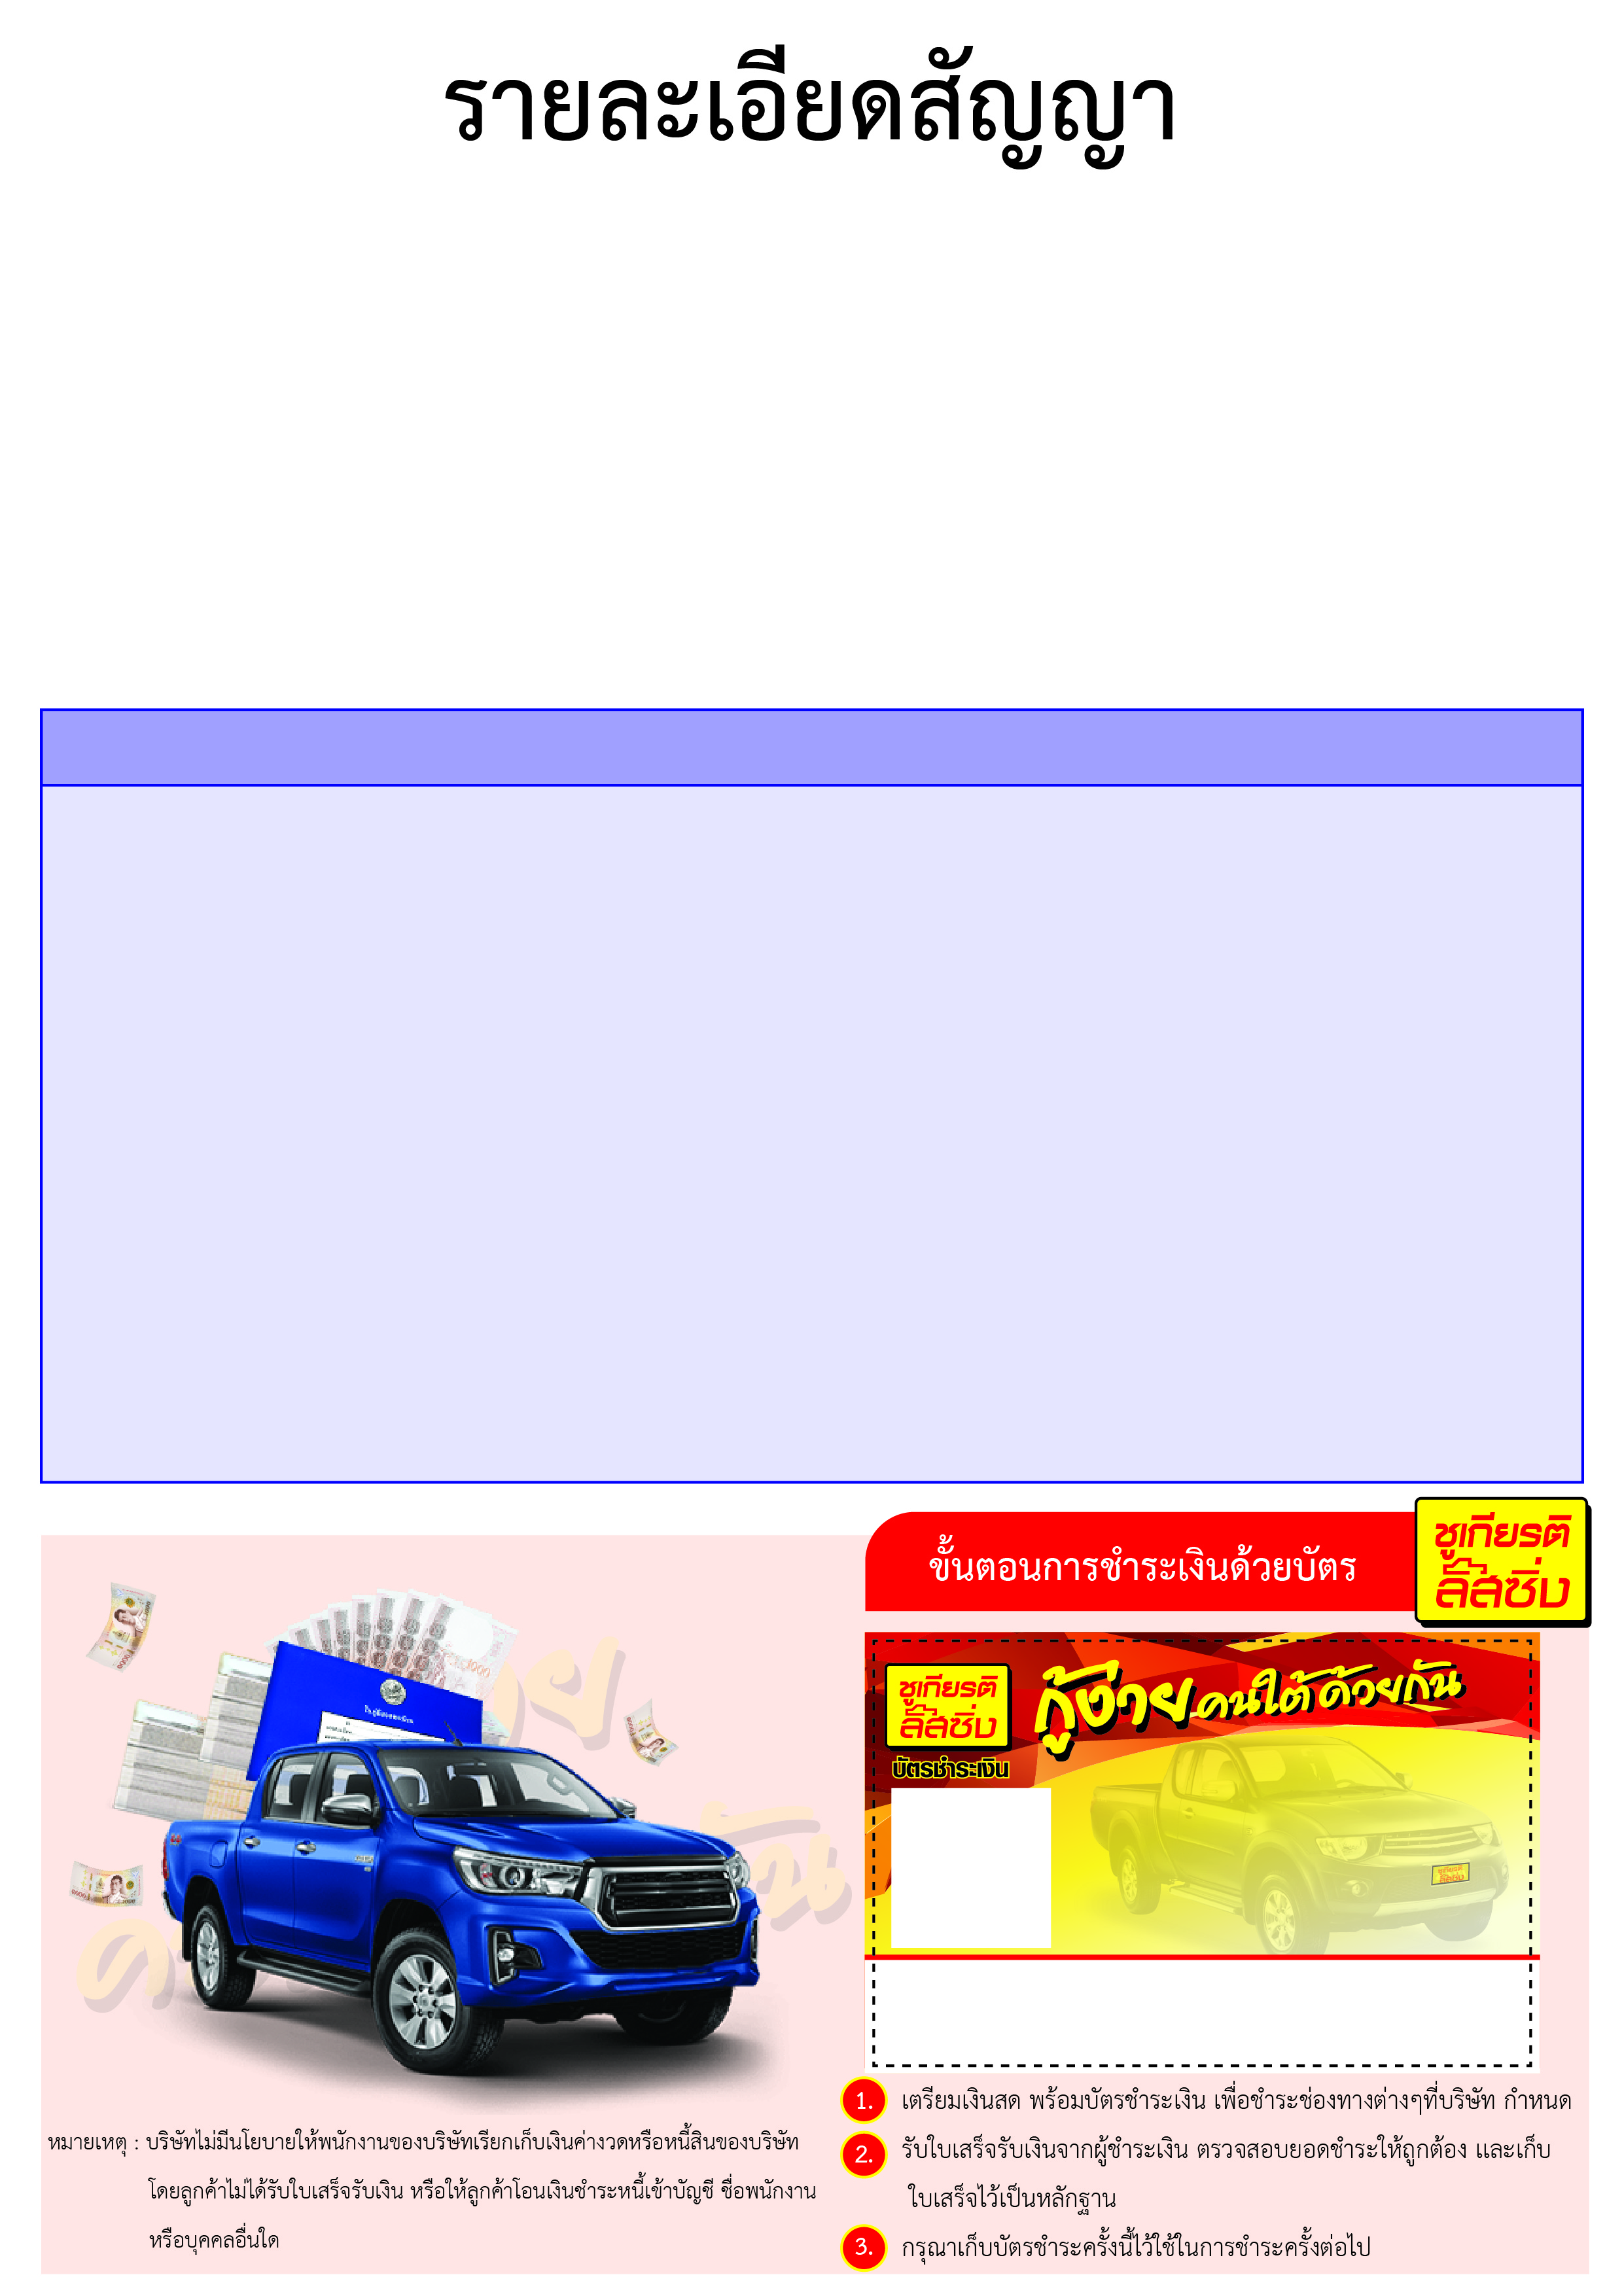 รายละเอียดสัญญา
ขั้นตอนการชำระเงินด้วยบัตร
ชูเกียรติ
ลิสซิ่ง
ชูเกียรติ
ลิสซิ่ง
กู้ง่าย คนใต้ ด้วยกัน
บัตรชำระเงิน
ชูเกียรติ
ลิสซิ่ง
1. เตรียมเงินสด พร้อมบัตรชำระเงิน เพื่อชำระช่องทางต่างๆที่บริษัท กำหนด
2. รับใบเสร็จรับเงินจากผู้ชำระเงิน ตรวจสอบยอดชำระให้ถูกต้อง และเก็บ
ใบเสร็จไว้เป็นหลักฐาน
3. กรุณาเก็บบัตรชำระครั้งนี้ไว้ใช้ในการชำระครั้งต่อไป
หมายเหตุ : บริษัทไม่มีนโยบายให้พนักงานของบริษัทเรียกเก็บเงินค่างวดหรือหนี้สินของบริษัท
โดยลูกค้าไม่ได้รับใบเสร็จรับเงิน หรือให้ลูกค้าโอนเงินชำระหนี้เข้าบัญชี ชื่อพนักงาน
หรือบุคคลอื่นใด